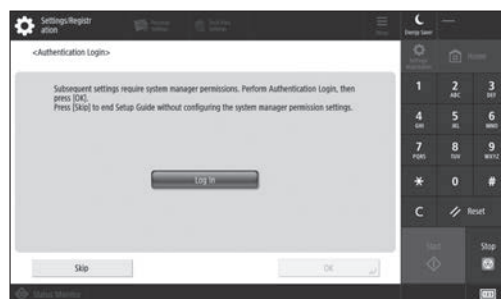 Settings/Registr
ation
Energy Saver
<Authentication Login>
Home
Subsequent settings require system manager permissions. Perform Authentication Login, then
press [OK].
Press [Skip] to end Setup Guide without configuring the system manager permission settings.
1
2
ABC
3
DEF
4
GHI
5
JKL
6
MNO
7
PQRS
8
TUV
9
WXYZ
Log In
* 0 #
C Reset
Start Stop
Skip OK
Status Monitor